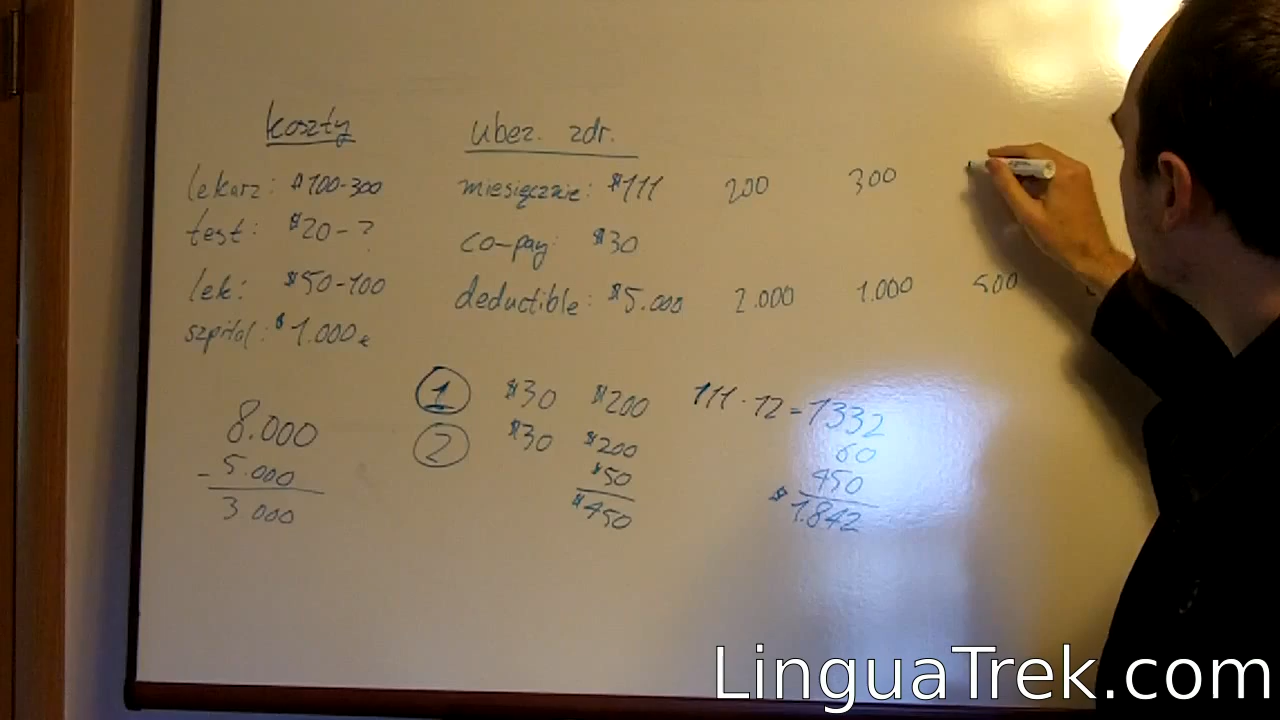 koszty
ubez. zdr.
lekarz: $100-300
miesięcznie: $111 200 300
test: $20-?
co-pay: $30
lek: $50-100
deductible: $5.000 2.000 1.000 500
szpital: $1.000
8.000
- 5.000
3 000
1 $30 $200 111 · 12 = 1332
2 $30 $200 60
$50 450
$450 $1.842
LinguaTrek.com